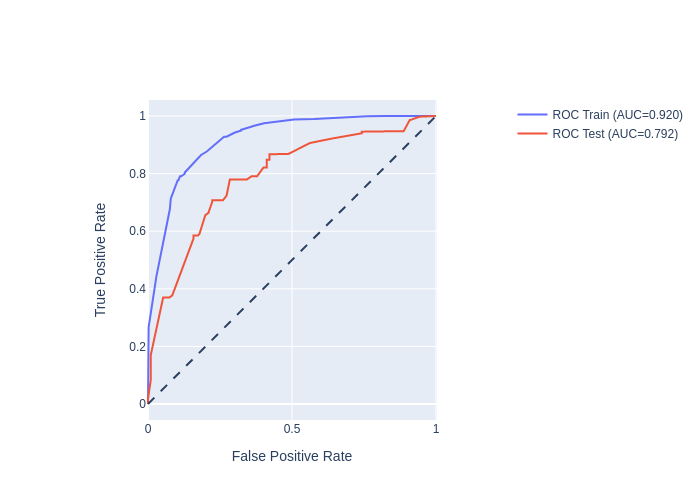 ROC Train (AUC=0.920)
ROC Test (AUC=0.792)
1
0.8
0.6
0.4
0.2
0
True Positive Rate
0
0.5
1
False Positive Rate